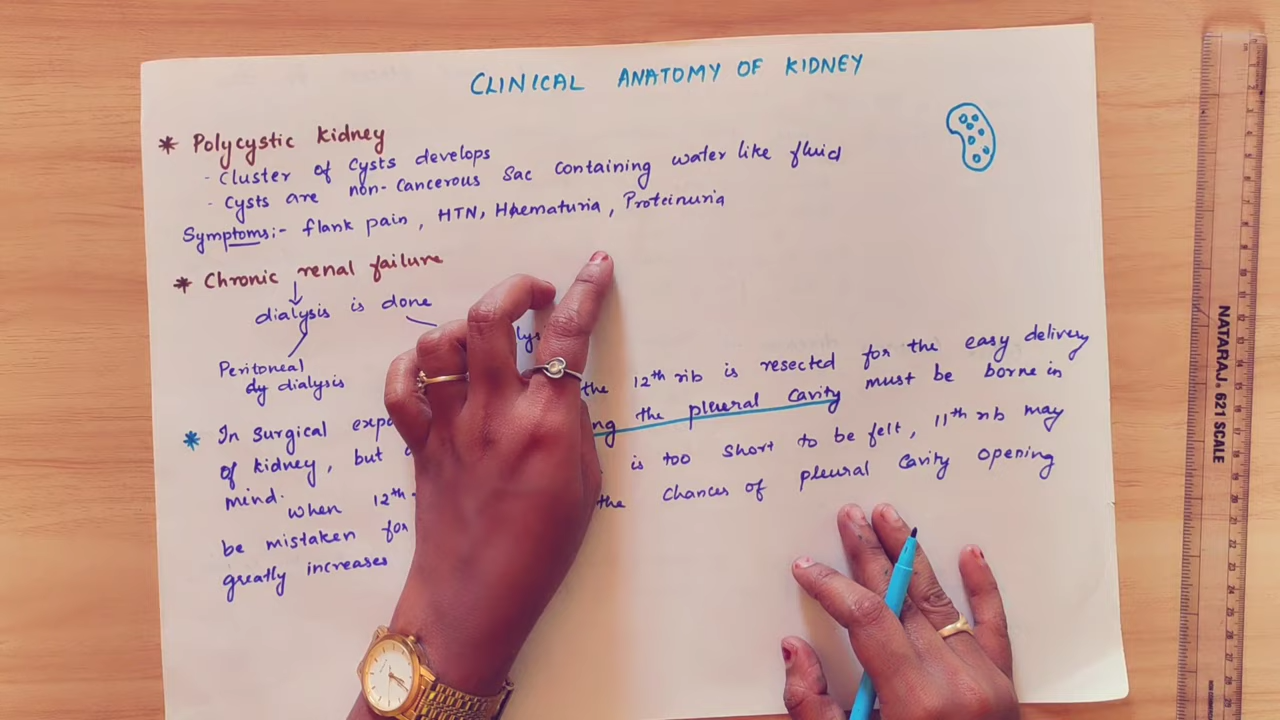 CLINICAL ANATOMY OF KIDNEY
* Polycystic kidney
- Cluster of Cysts develops
- Cysts are non-Cancerous Sac Containing water like fluid
Symptoms:- flank pain, HTN, Haematuria, Proteinuria
* Chronic renal failure
dialysis is done
Peritoneal
dialysis
* In Surgical the 12th rib is resected for the easy delivery
of kidney, but the pleural Cavity must be borne in
mind.
When 12th is too short to be felt, 11th rib may
be mistaken for the Chances of pleural Cavity opening
greatly increases
NATARAJ 621 SCALE